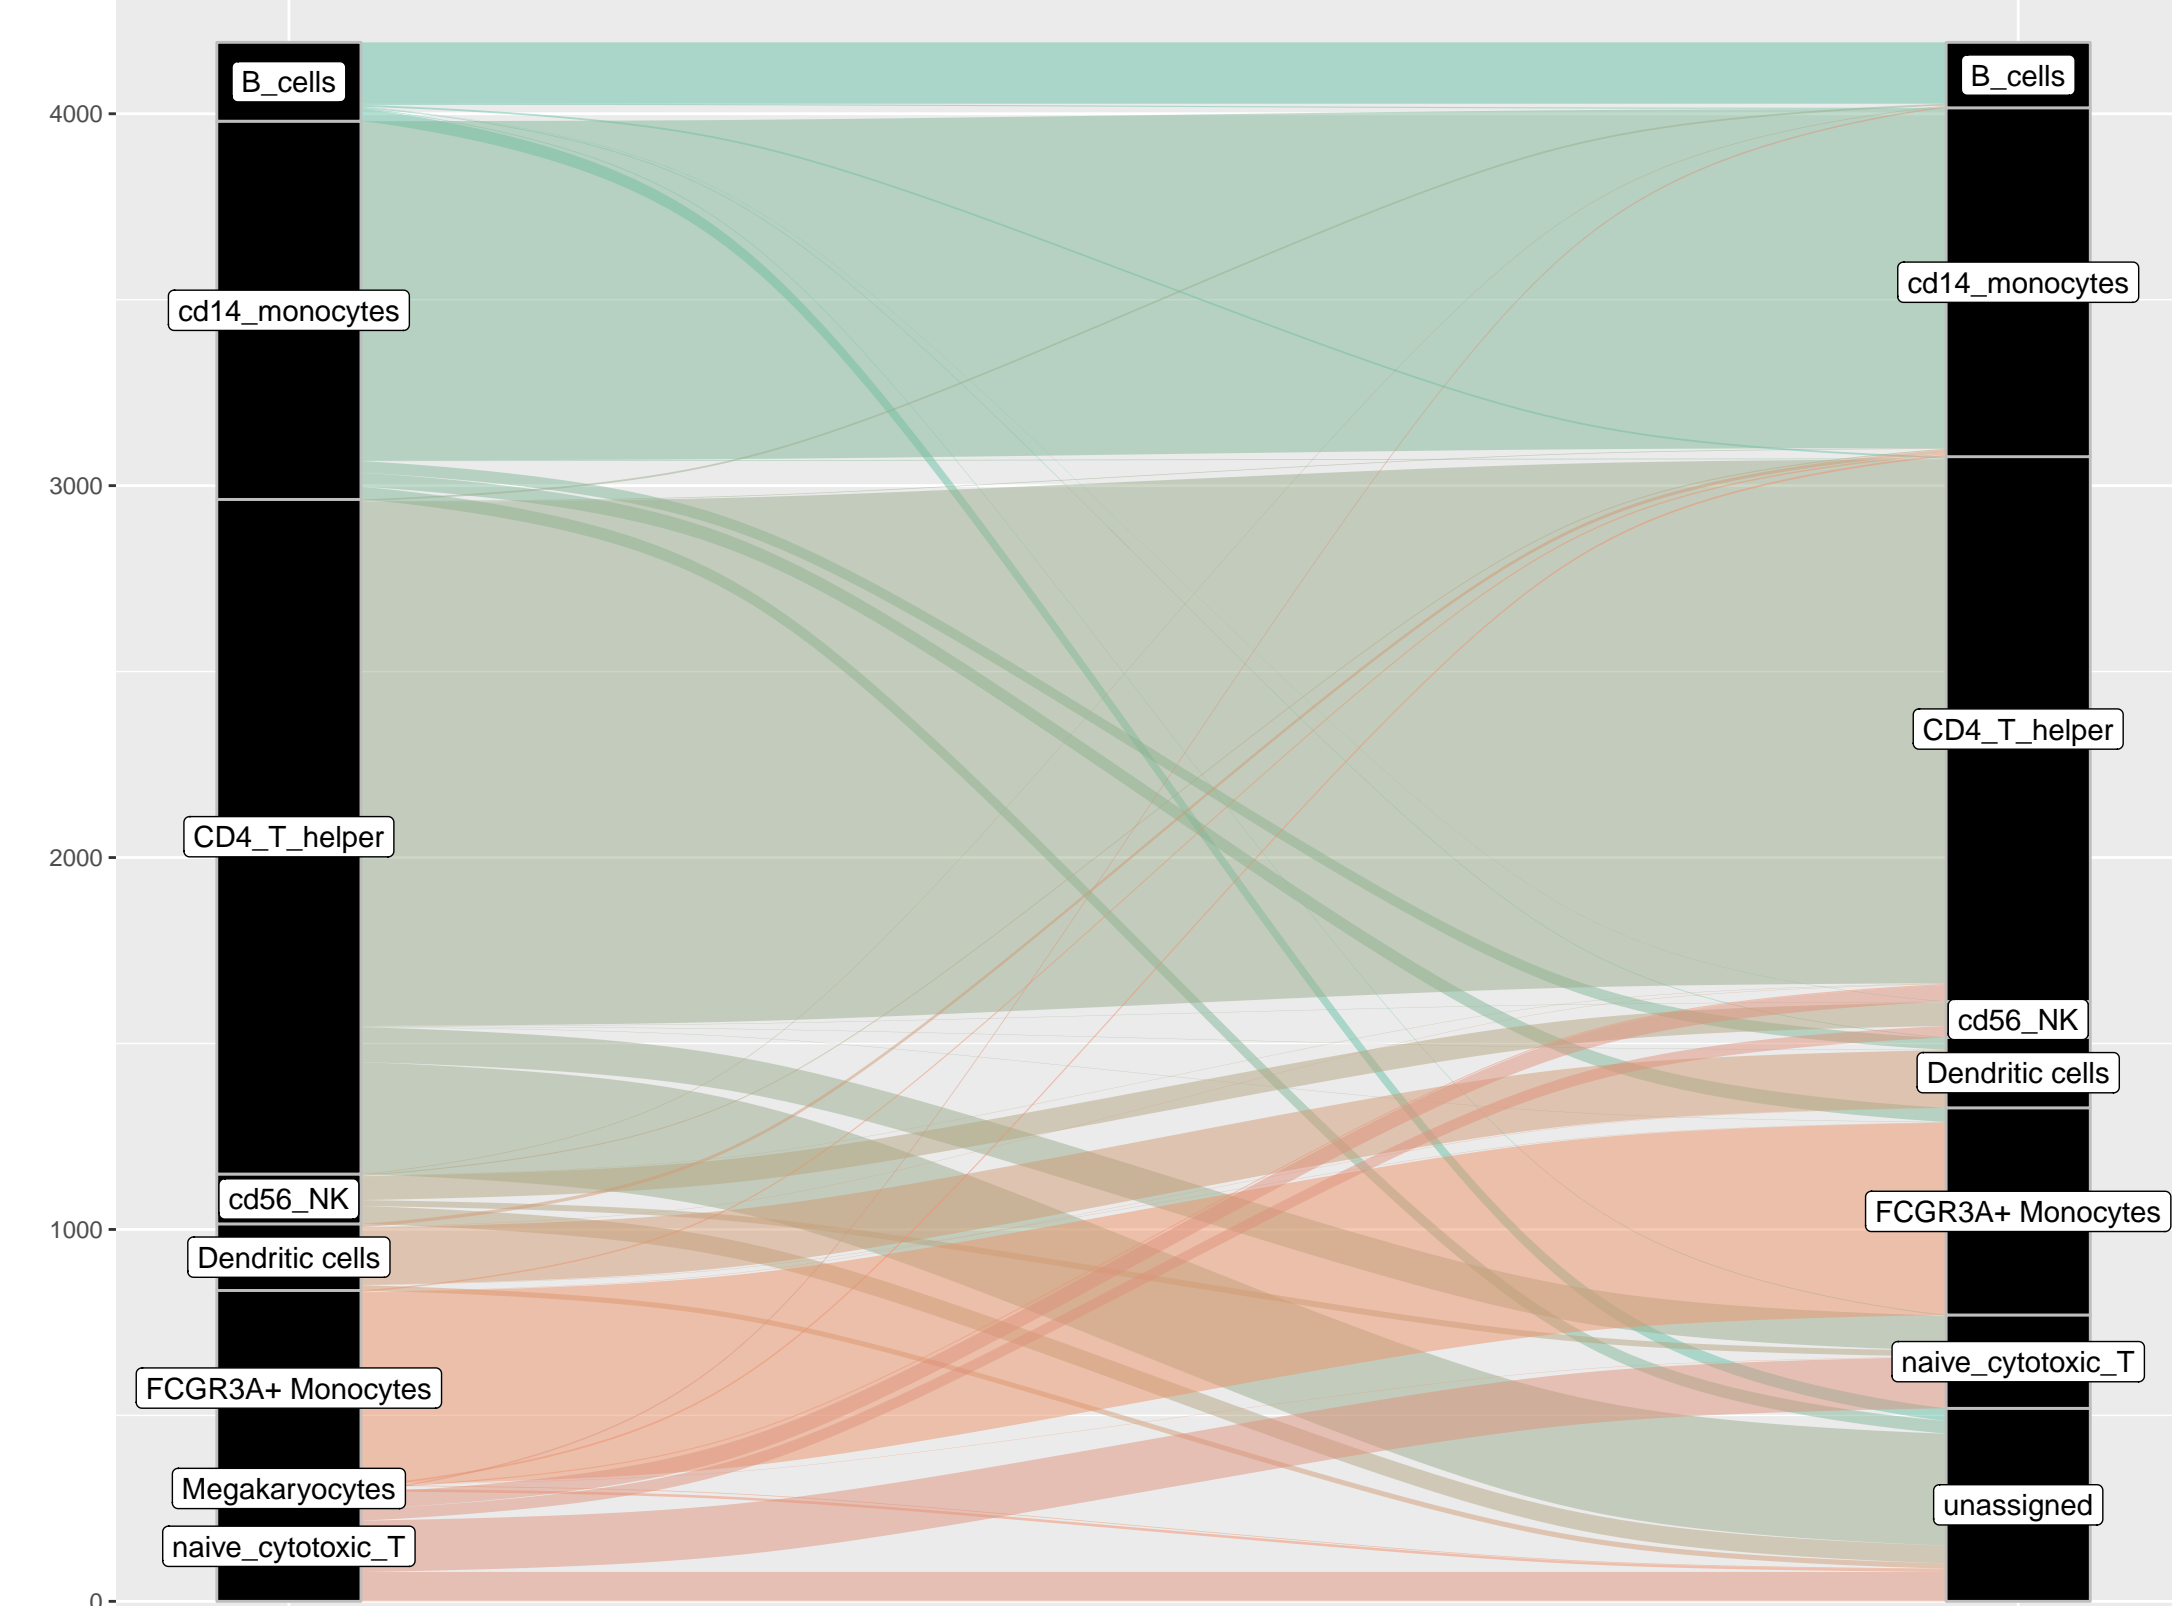 4000
3000
2000
1000
0
B_cells
cd14_monocytes
CD4_T_helper
cd56_NK
Dendritic cells
FCGR3A+ Monocytes
Megakaryocytes
naive_cytotoxic_T
B_cells
cd14_monocytes
CD4_T_helper
cd56_NK
Dendritic cells
FCGR3A+ Monocytes
naive_cytotoxic_T
unassigned